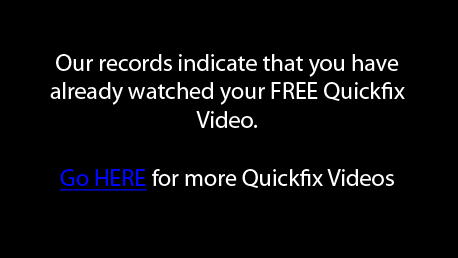 Our records indicate that you have
already watched your FREE Quickfix
Video.
Go HERE for more Quickfix Videos